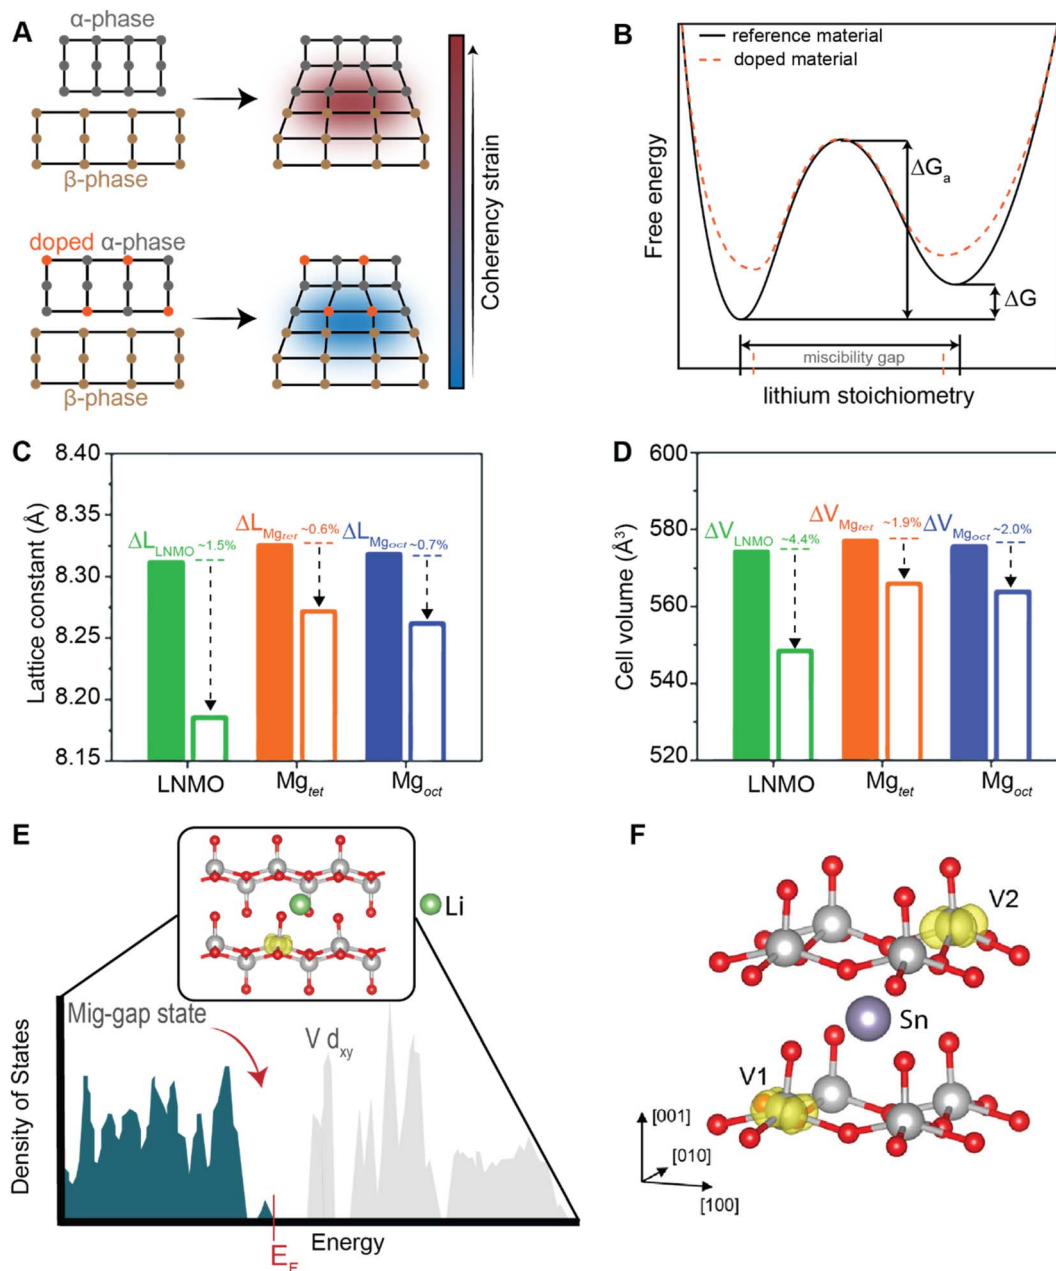 A
α-phase
β-phase
doped α-phase
β-phase
Coherency strain
B
reference material
doped material
Free energy
ΔGa
ΔG
miscibility gap
lithium stoichiometry
C
Lattice constant (Å)
8.40
8.35
8.30
8.25
8.20
8.15
ΔLLNMO ~1.5%
ΔLMgtet ~0.6%
ΔLMgoct ~0.7%
LNMO
Mgtet
Mgoct
D
Cell volume (Å³)
600
580
560
540
520
ΔVLNMO ~4.4%
ΔVMgtet ~1.9%
ΔVMgoct ~2.0%
LNMO
Mgtet
Mgoct
E
Li
Mig-gap state
V dxy
Density of States
Energy
EF
F
V2
Sn
V1
[001]
[010]
[100]